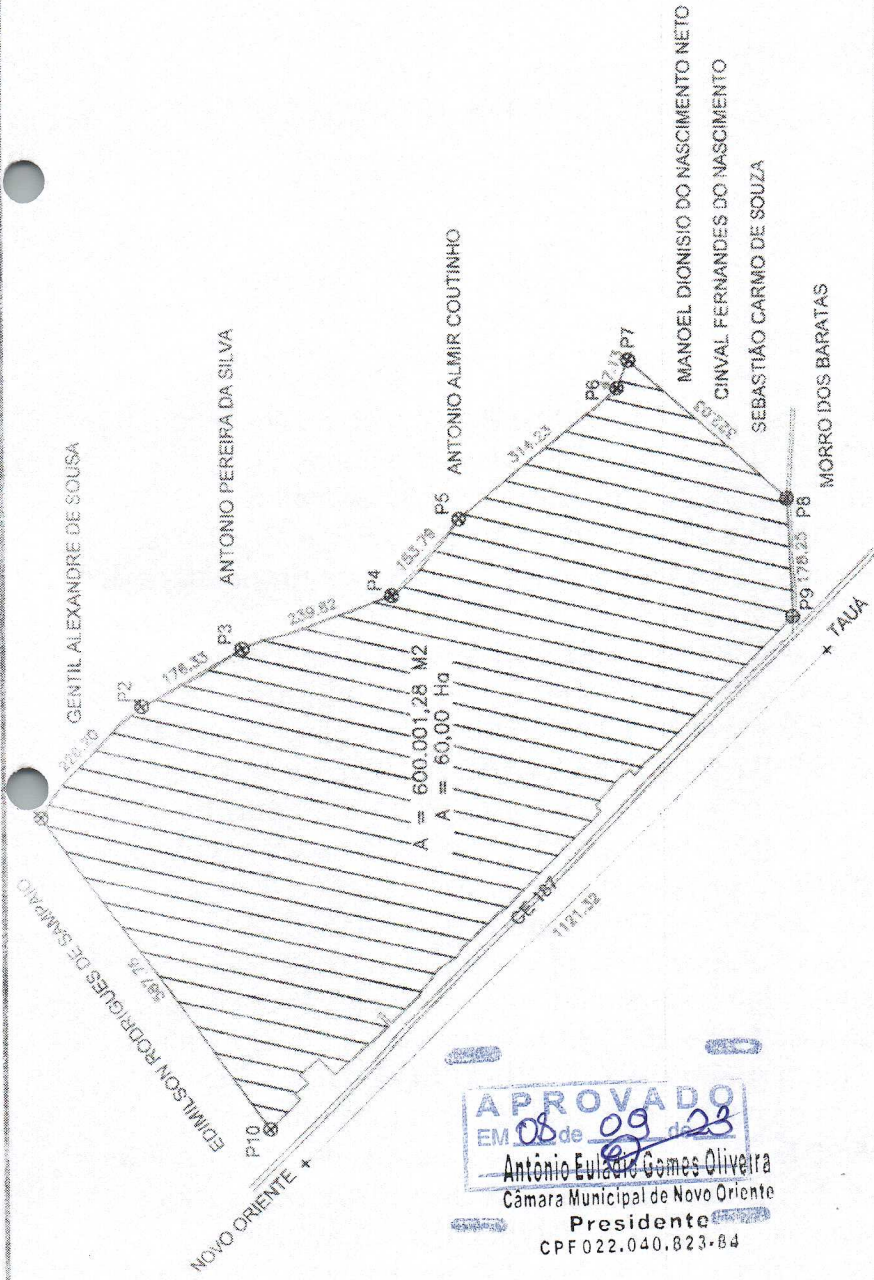 GENTIL ALEXANDRE DE SOUSA
ANTONIO PEREIRA DA SILVA
ANTONIO ALMIR COUTINHO
MANOEL DIONISIO DO NASCIMENTO NETO
CINVAL FERNANDES DO NASCIMENTO
SEBASTIÃO CARMO DE SOUZA
MORRO DOS BARATAS
EDIMILSON RODRIGUES DE SAMPAIO
P2
P3
P4
P5
P6
P7
P8
P9
P10
239,82
153,79
314,23
322,03
178,25
1121,32
A = 600.001,28 M2
A = 60,00 Ha
CE-187
TAUÁ
NOVO ORIENTE
APROVADO
EM 08 de 09 de 23
Antônio Euladio Gomes Oliveira
Câmara Municipal de Novo Oriente
Presidente
CPF 022.040.823-84